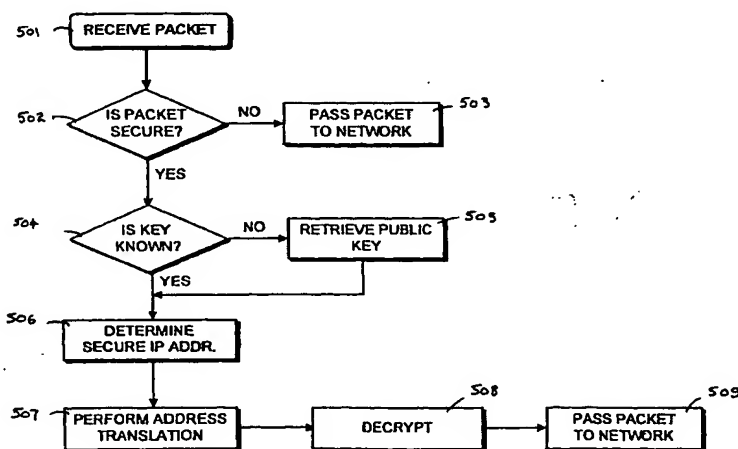 501
RECEIVE PACKET
502
IS PACKET
SECURE?
NO
PASS PACKET
TO NETWORK
503
YES
504
IS KEY
KNOWN?
NO
RETRIEVE PUBLIC
KEY
505
YES
506
DETERMINE
SECURE IP ADDR.
507
PERFORM ADDRESS
TRANSLATION
508
DECRYPT
509
PASS PACKET
TO NETWORK